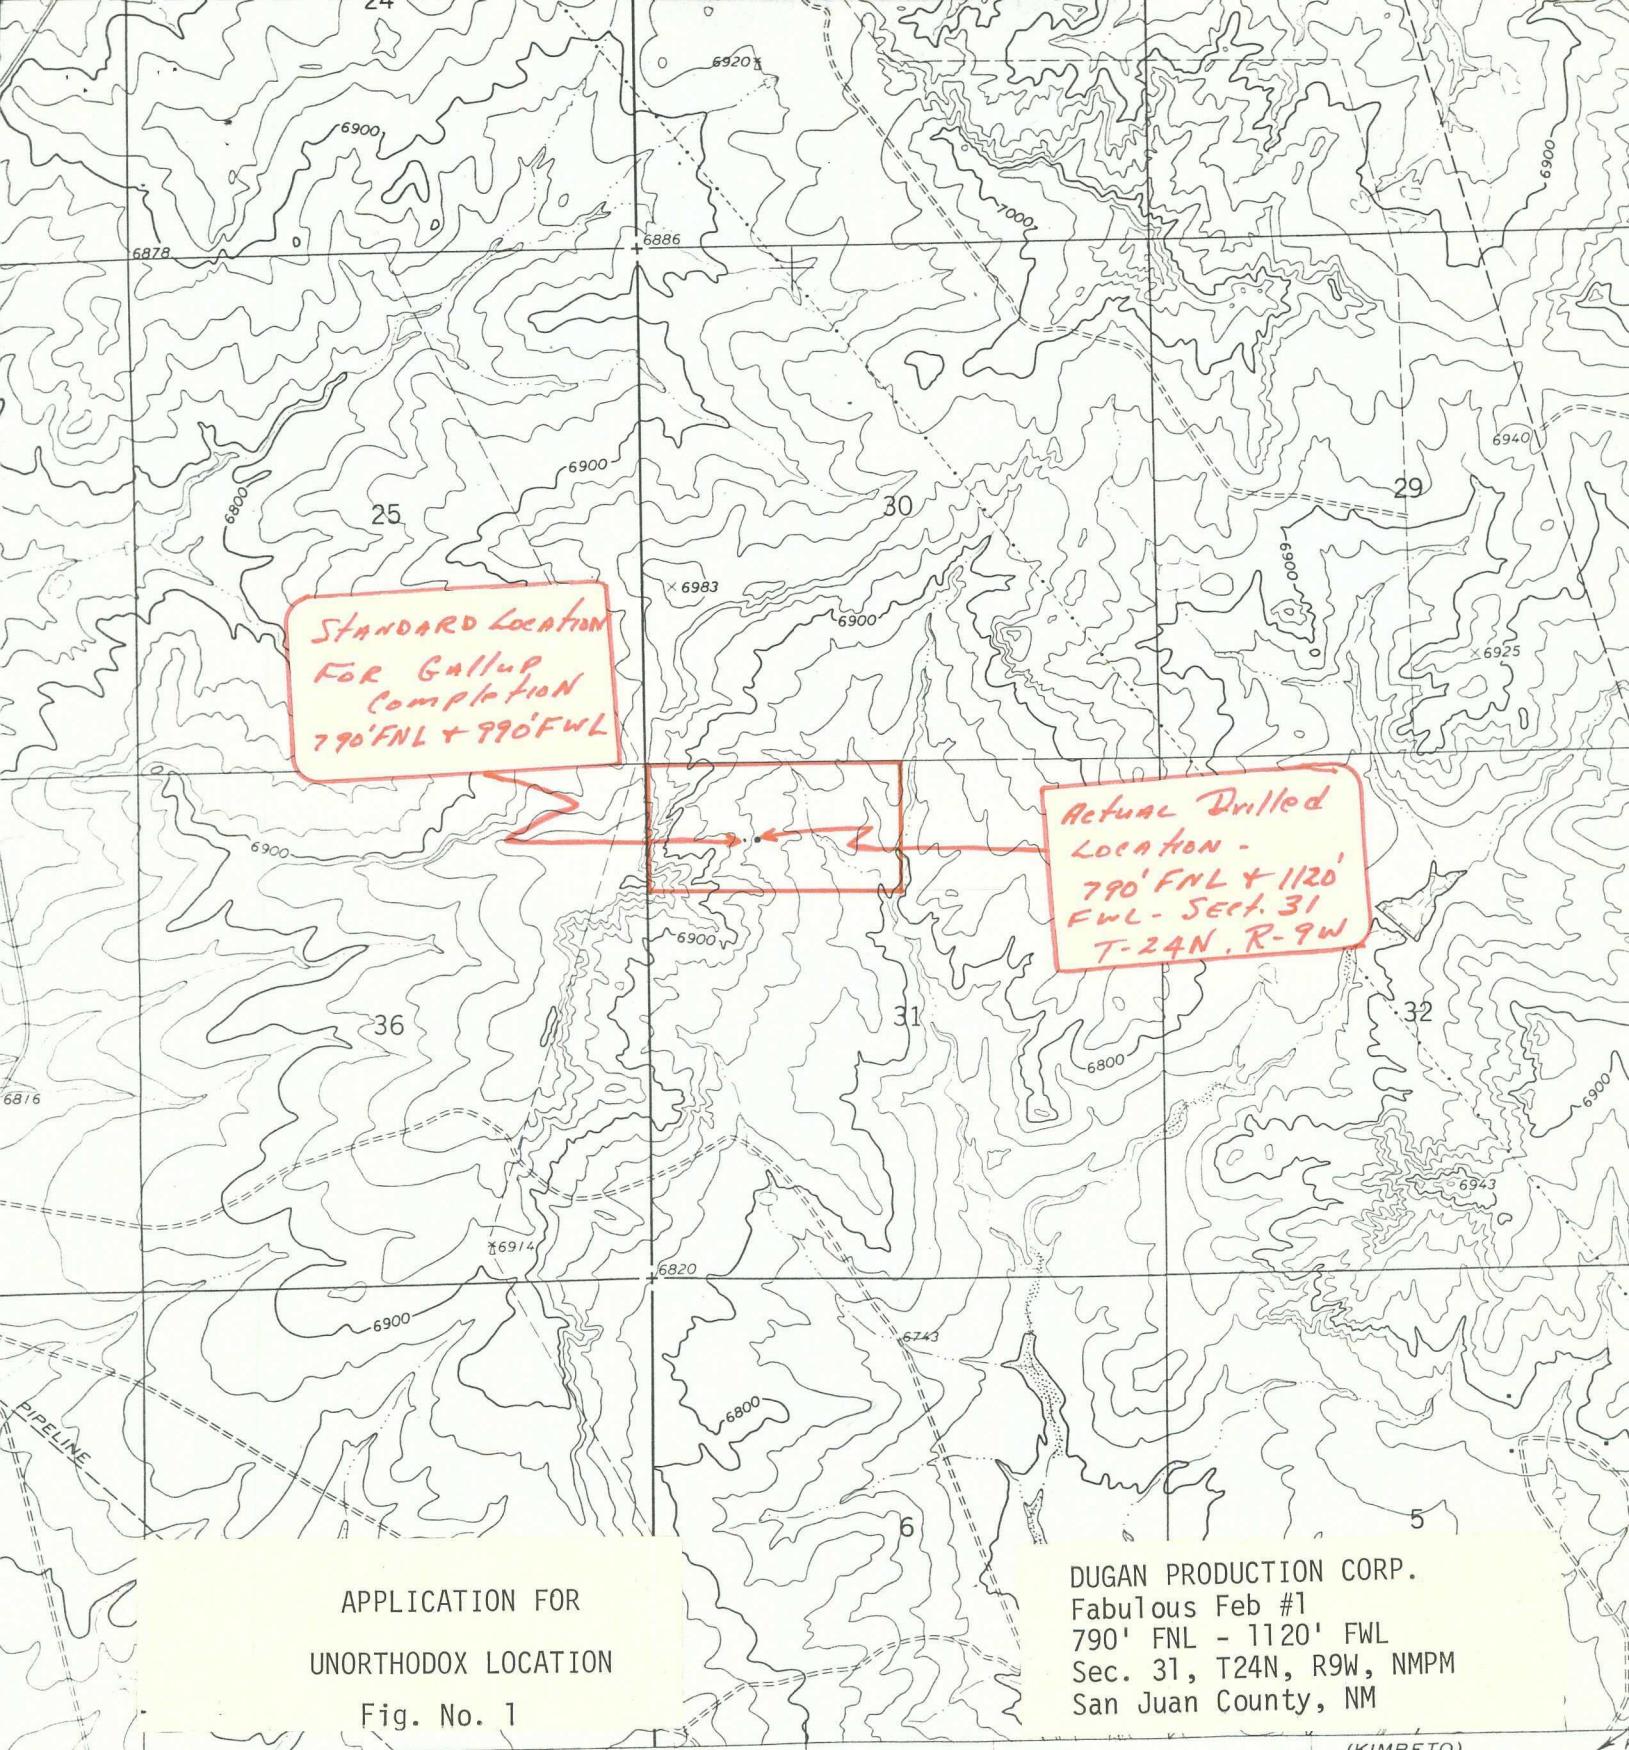 24
6920
6900
6900
7000
6878
6886
6940
6900
6800
25
30
29
6900
6983
6900
6925
STANDARD LOCATION
FOR GALLUP
COMPLETION
790' FNL + 990' FWL
ACTUAL Drilled
LOCATION -
790' FNL + 1120'
FWL - SECt. 31
T-24N. R-9W
6900
6900
36
31
32
6800
6816
6900
6943
6914
6820
6900
6743
6800
PIPELINE
6
5
APPLICATION FOR
UNORTHODOX LOCATION
Fig. No. 1
DUGAN PRODUCTION CORP.
Fabulous Feb #1
790' FNL - 1120' FWL
Sec. 31, T24N, R9W, NMPM
San Juan County, NM
(KIMBETO)